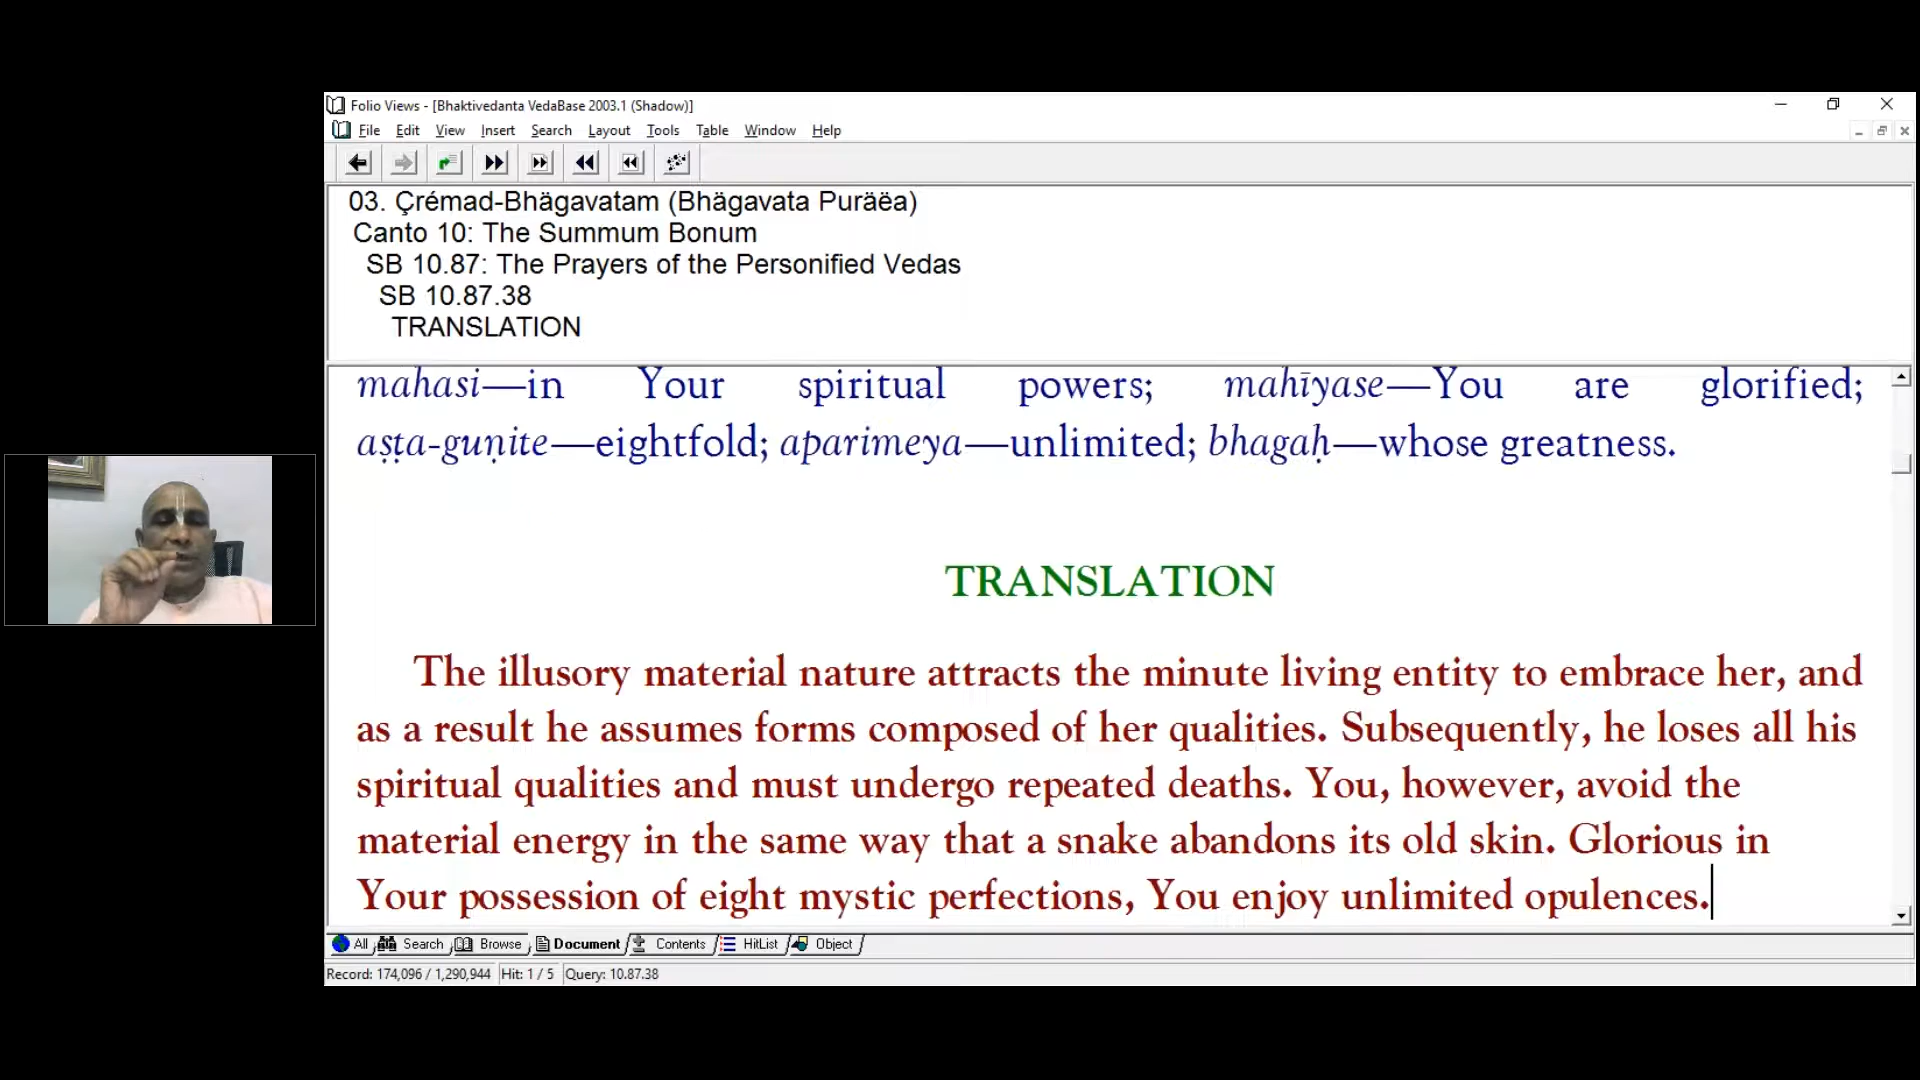 Folio Views - [Bhaktivedanta VedaBase 2003.1 (Shadow)]
File Edit View Insert Search Layout Tools Table Window Help
03. Çrémad-Bhägavatam (Bhägavata Puräëa)
Canto 10: The Summum Bonum
SB 10.87: The Prayers of the Personified Vedas
SB 10.87.38
TRANSLATION
mahasi—in Your spiritual powers; mahīyase—You are glorified;
aṣṭa-guṇite—eightfold; aparimeya—unlimited; bhagaḥ—whose greatness.
TRANSLATION
The illusory material nature attracts the minute living entity to embrace her, and
as a result he assumes forms composed of her qualities. Subsequently, he loses all his
spiritual qualities and must undergo repeated deaths. You, however, avoid the
material energy in the same way that a snake abandons its old skin. Glorious in
Your possession of eight mystic perfections, You enjoy unlimited opulences.
All Search Browse Document Contents HitList Object
Record: 174,096 / 1,290,944 Hit: 1 / 5 Query: 10.87.38